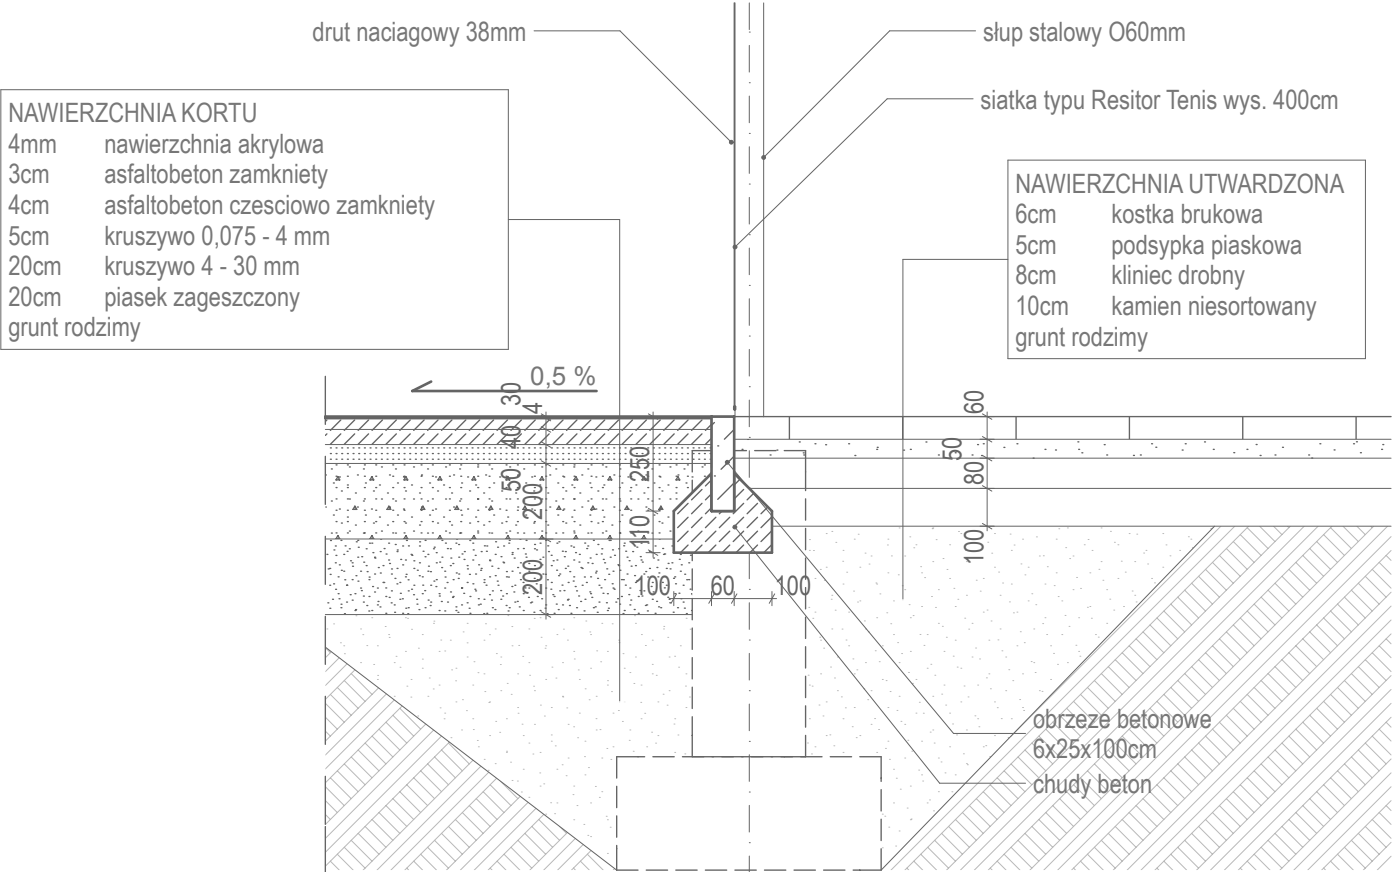 drut naciagowy 38mm
słup stalowy O60mm
siatka typu Resitor Tenis wys. 400cm
NAWIERZCHNIA KORTU
4mm nawierzchnia akrylowa
3cm asfaltobeton zamkniety
4cm asfaltobeton czesciowo zamkniety
5cm kruszywo 0,075 - 4 mm
20cm kruszywo 4 - 30 mm
20cm piasek zageszczony
grunt rodzimy
NAWIERZCHNIA UTWARDZONA
6cm kostka brukowa
5cm podsypka piaskowa
8cm kliniec drobny
10cm kamien niesortowany
grunt rodzimy
0,5 %
30
4
40
50
200
200
250
110
100
60
100
60
50
80
100
obrzeze betonowe
6x25x100cm
chudy beton